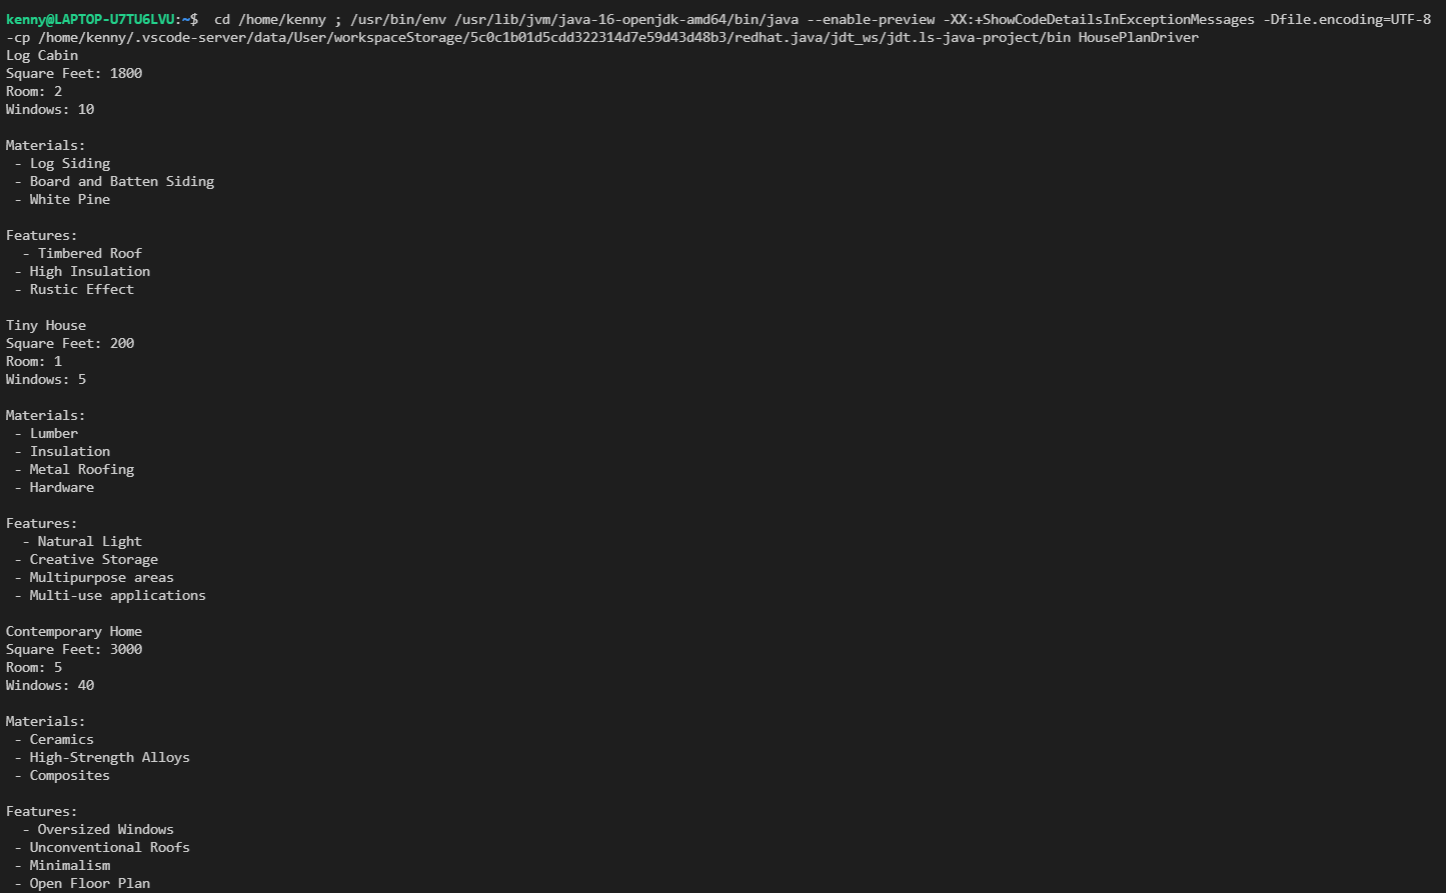 kenny@LAPTOP-U7TU6LVU:~$  cd /home/kenny ; /usr/bin/env /usr/lib/jvm/java-16-openjdk-amd64/bin/java --enable-preview -XX:+ShowCodeDetailsInExceptionMessages -Dfile.encoding=UTF-8
-cp /home/kenny/.vscode-server/data/User/workspaceStorage/5c0c1b01d5cdd322314d7e59d43d48b3/redhat.java/jdt_ws/jdt.ls-java-project/bin HousePlanDriver
Log Cabin
Square Feet: 1800
Room: 2
Windows: 10

Materials:
 - Log Siding
 - Board and Batten Siding
 - White Pine

Features:
  - Timbered Roof
 - High Insulation
 - Rustic Effect

Tiny House
Square Feet: 200
Room: 1
Windows: 5

Materials:
 - Lumber
 - Insulation
 - Metal Roofing
 - Hardware

Features:
  - Natural Light
 - Creative Storage
 - Multipurpose areas
 - Multi-use applications

Contemporary Home
Square Feet: 3000
Room: 5
Windows: 40

Materials:
 - Ceramics
 - High-Strength Alloys
 - Composites

Features:
  - Oversized Windows
 - Unconventional Roofs
 - Minimalism
 - Open Floor Plan